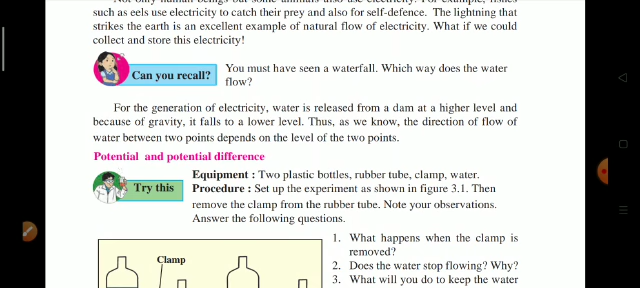 such as eels use electricity to catch their prey and also for self-defence. The lightning that
strikes the earth is an excellent example of natural flow of electricity. What if we could
collect and store this electricity!
Can you recall?
You must have seen a waterfall. Which way does the water
flow?
For the generation of electricity, water is released from a dam at a higher level and
because of gravity, it falls to a lower level. Thus, as we know, the direction of flow of
water between two points depends on the level of the two points.
Potential and potential difference
Try this
Equipment : Two plastic bottles, rubber tube, clamp, water.
Procedure : Set up the experiment as shown in figure 3.1. Then
remove the clamp from the rubber tube. Note your observations.
Answer the following questions.
1. What happens when the clamp is
removed?
2. Does the water stop flowing? Why?
3. What will you do to keep the water
Clamp